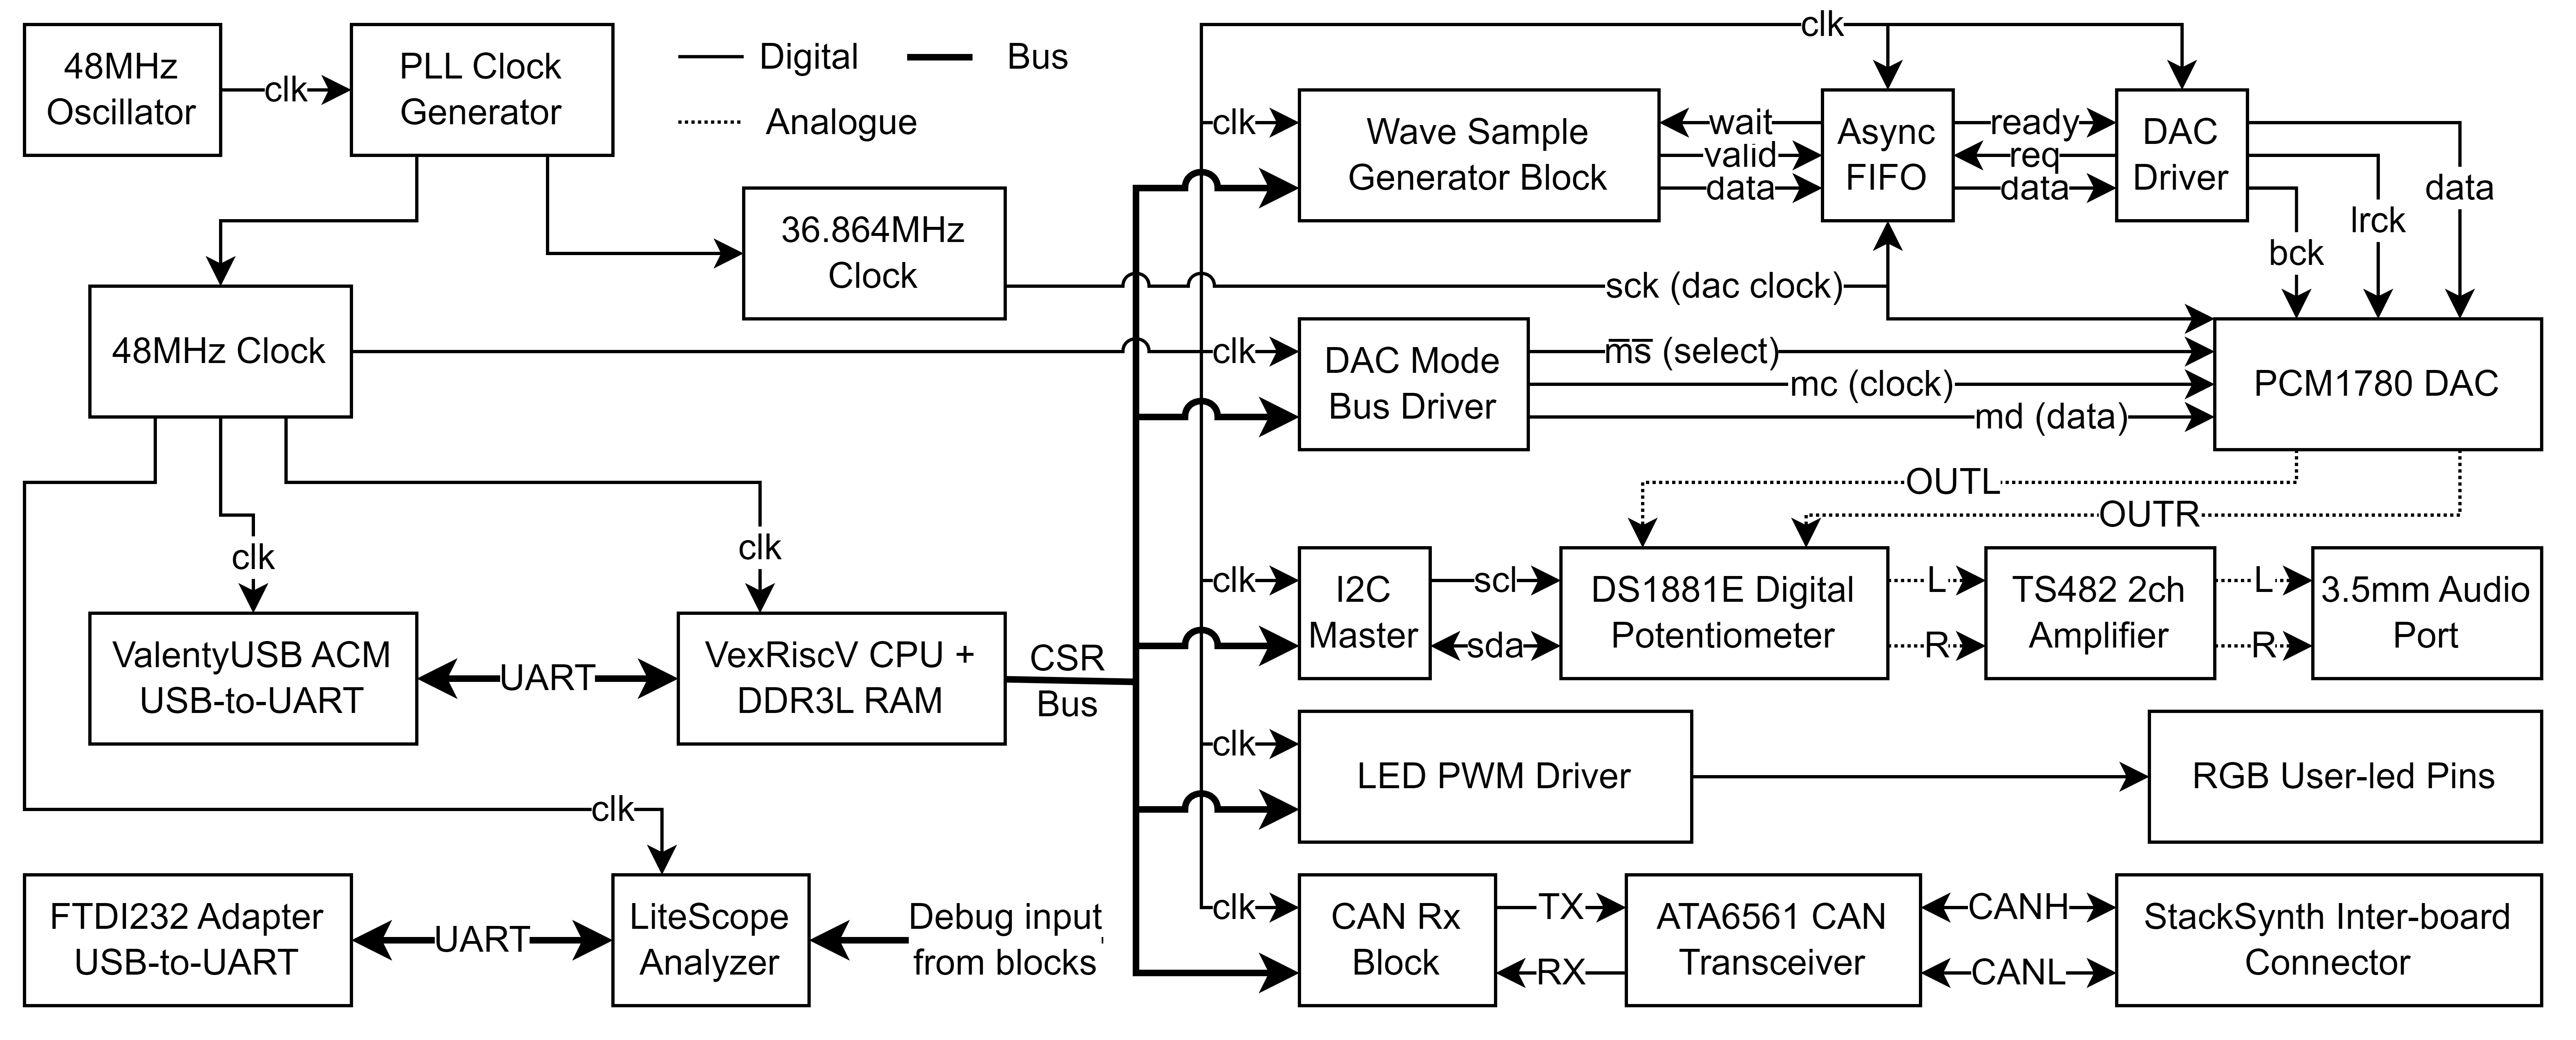 48MHz
Oscillator
clk
PLL Clock
Generator
Digital
Bus
Analogue
36.864MHz
Clock
48MHz Clock
clk
clk
ValentyUSB ACM
USB-to-UART
UART
VexRiscV CPU +
DDR3L RAM
CSR
Bus
clk
FTDI232 Adapter
USB-to-UART
UART
LiteScope
Analyzer
Debug input
from blocks
clk
clk
Wave Sample
Generator Block
wait
valid
data
Async
FIFO
ready
req
data
DAC
Driver
data
lrck
bck
sck (dac clock)
clk
DAC Mode
Bus Driver
m̅s̅ (select)
mc (clock)
md (data)
PCM1780 DAC
OUTL
OUTR
clk
I2C
Master
scl
sda
DS1881E Digital
Potentiometer
L
R
TS482 2ch
Amplifier
L
R
3.5mm Audio
Port
clk
LED PWM Driver
RGB User-led Pins
clk
CAN Rx
Block
TX
RX
ATA6561 CAN
Transceiver
CANH
CANL
StackSynth Inter-board
Connector